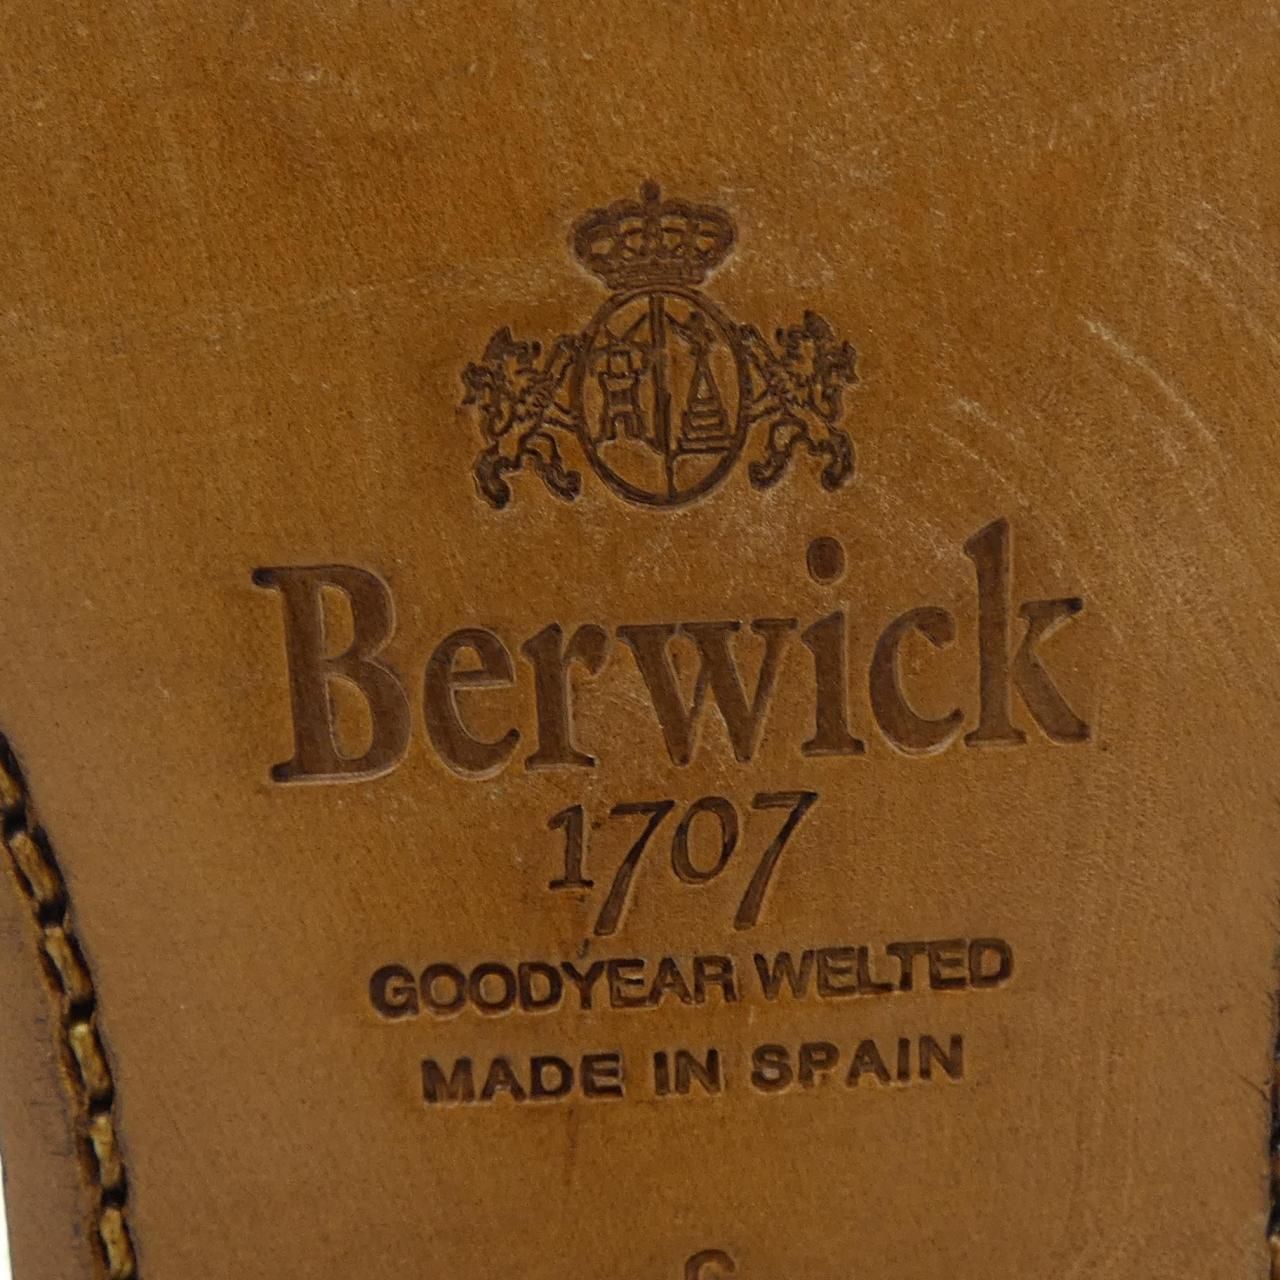 Berwick
1707
GOODYEAR WELTED
MADE IN SPAIN